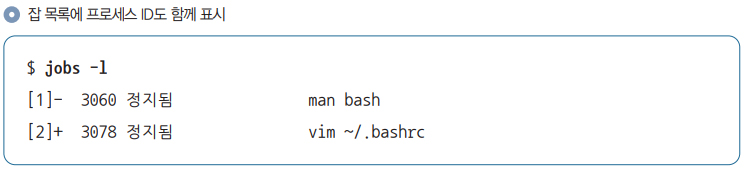 잡 목록에 프로세스 ID도 함께 표시
$ jobs -l
[1]- 3060 정지됨 man bash
[2]+ 3078 정지됨 vim ~/.bashrc